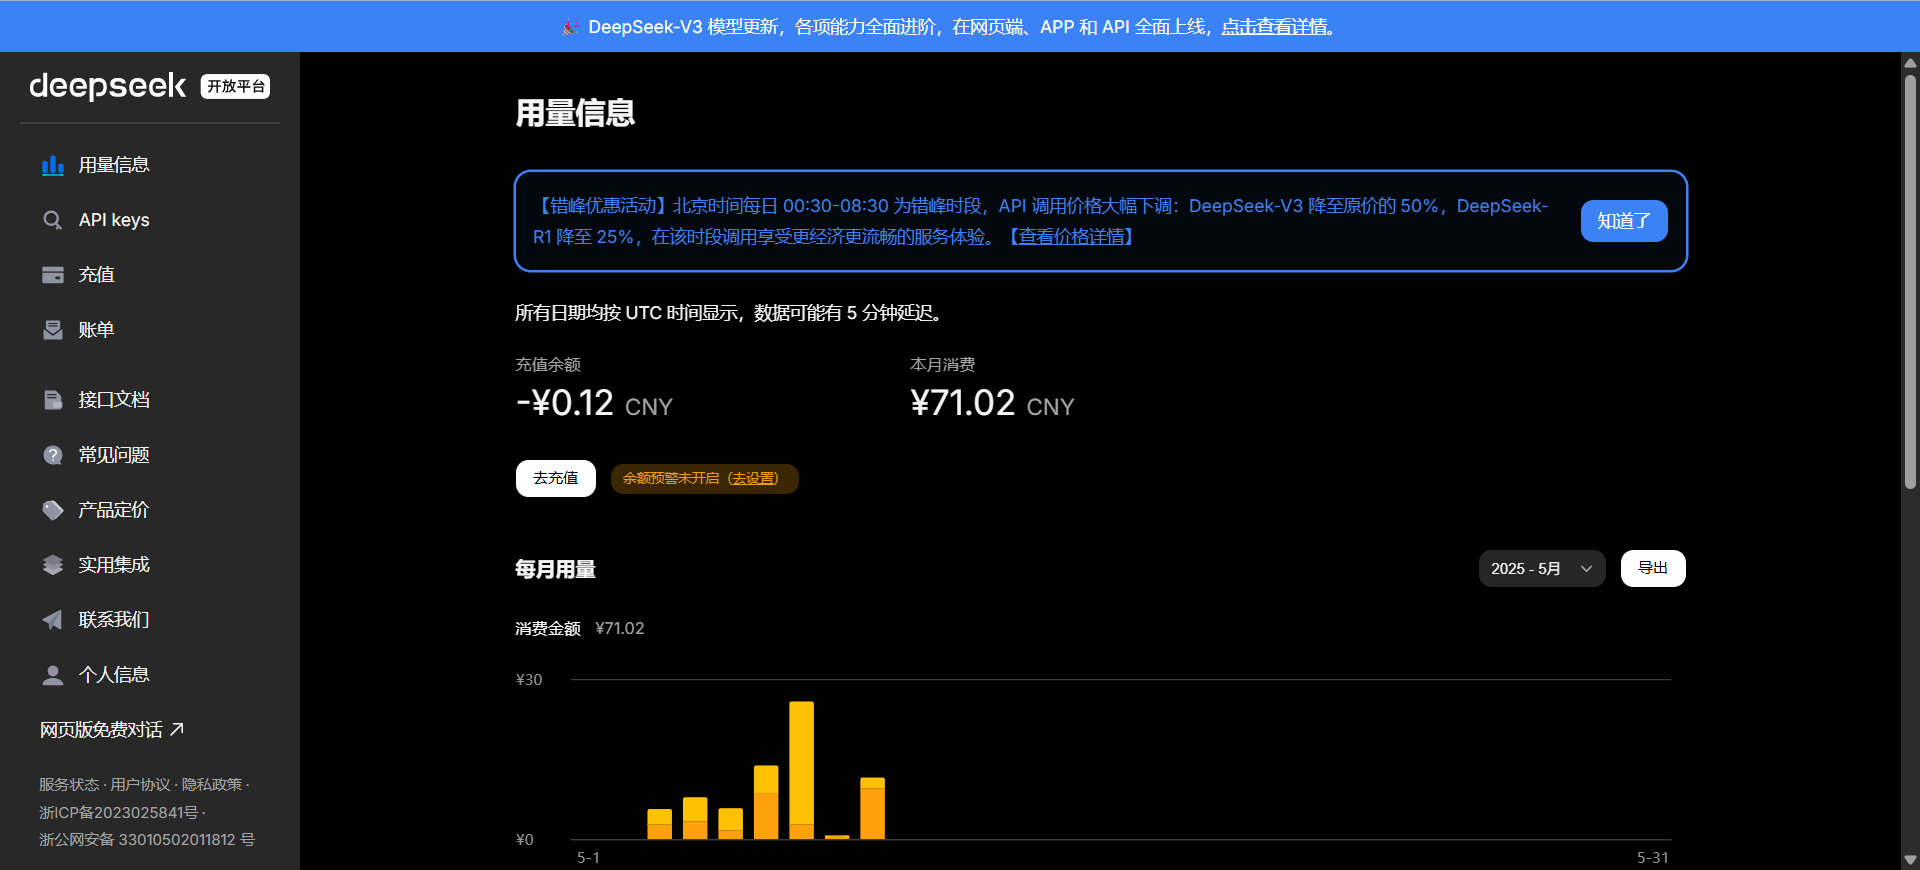 🎉 DeepSeek-V3 模型更新，各项能力全面进阶，在网页端、APP 和 API 全面上线，点击查看详情。
deepseek 开放平台
用量信息
API keys
充值
账单
接口文档
常见问题
产品定价
实用集成
联系我们
个人信息
网页版免费对话
服务状态 · 用户协议 · 隐私政策 ·
浙ICP备2023025841号 ·
浙公网安备 33010502011812 号
用量信息
【错峰优惠活动】北京时间每日 00:30-08:30 为错峰时段，API 调用价格大幅下调：DeepSeek-V3 降至原价的 50%，DeepSeek-
R1 降至 25%，在该时段调用享受更经济更流畅的服务体验。【查看价格详情】
知道了
所有日期均按 UTC 时间显示，数据可能有 5 分钟延迟。
充值余额
-¥0.12 CNY
本月消费
¥71.02 CNY
去充值
余额预警未开启（去设置）
每月用量
2025 - 5月
导出
消费金额 ¥71.02
¥30
¥0
5-1
5-31